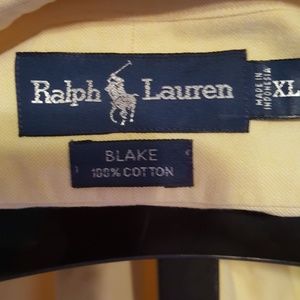 Ralph Lauren
MADE IN
INDONESIA
XL
BLAKE
100% COTTON